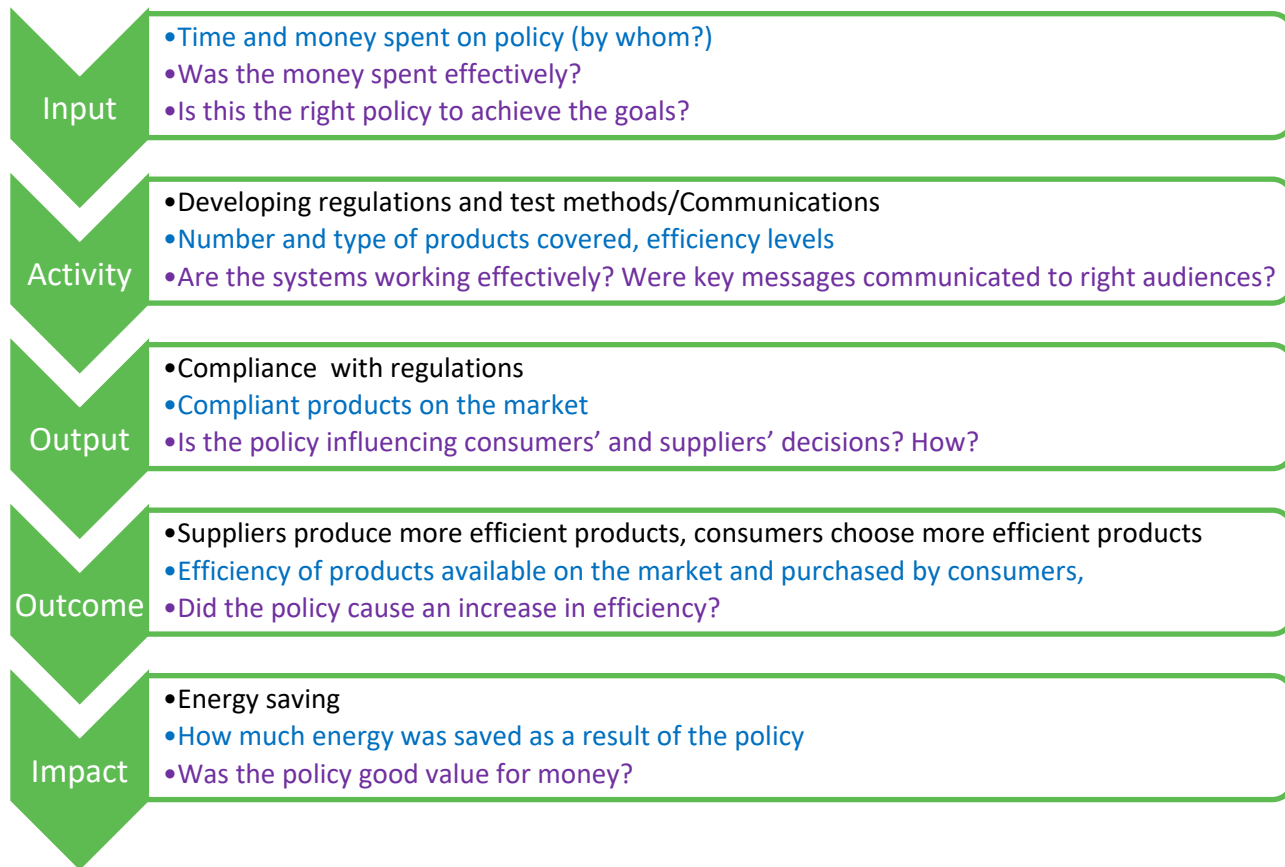 Input
•Time and money spent on policy (by whom?)
•Was the money spent effectively?
•Is this the right policy to achieve the goals?
Activity
•Developing regulations and test methods/Communications
•Number and type of products covered, efficiency levels
•Are the systems working effectively? Were key messages communicated to right audiences?
Output
•Compliance  with regulations
•Compliant products on the market
•Is the policy influencing consumers’ and suppliers’ decisions? How?
Outcome
•Suppliers produce more efficient products, consumers choose more efficient products
•Efficiency of products available on the market and purchased by consumers,
•Did the policy cause an increase in efficiency?
Impact
•Energy saving
•How much energy was saved as a result of the policy
•Was the policy good value for money?